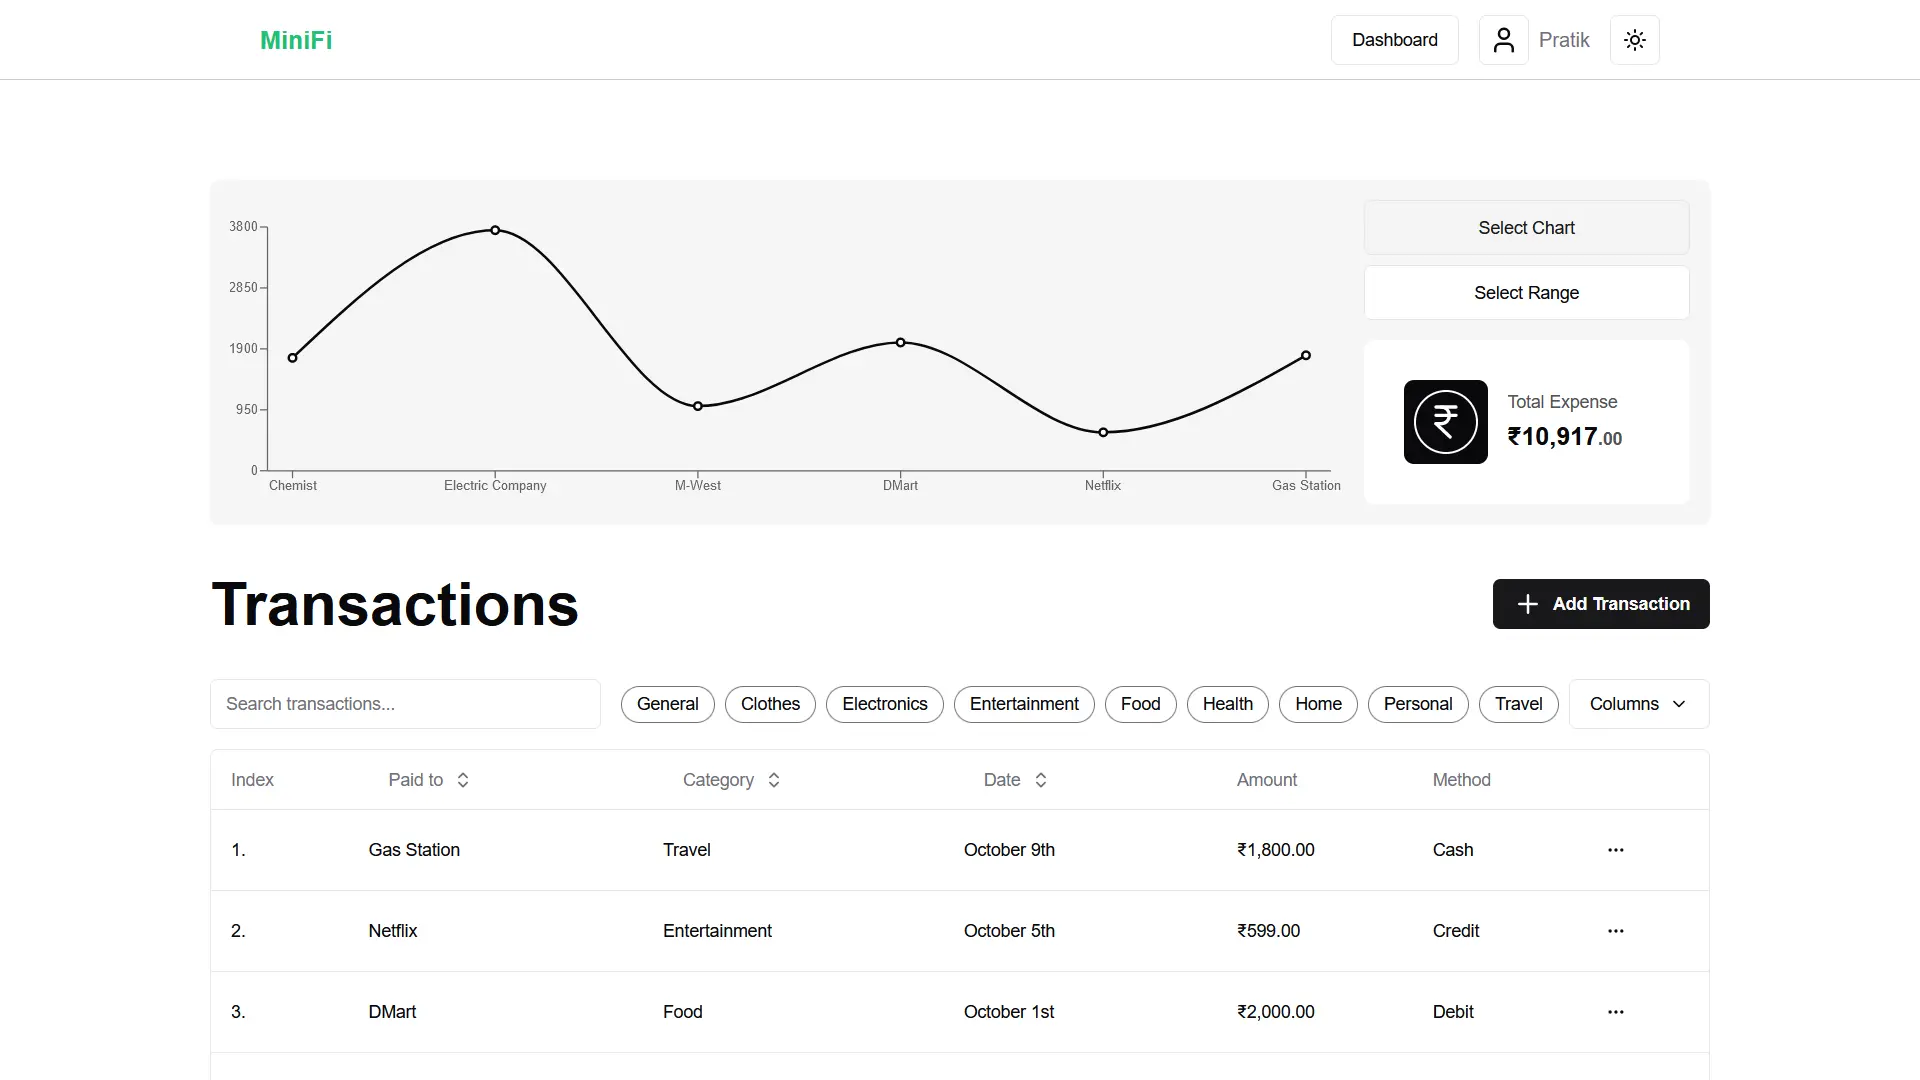 MiniFi
Dashboard
Pratik
3800
2850
1900
950
0
Chemist
Electric Company
M-West
DMart
Netflix
Gas Station
Select Chart
Select Range
₹
Total Expense
₹10,917.00
Transactions
Add Transaction
Search transactions...
General
Clothes
Electronics
Entertainment
Food
Health
Home
Personal
Travel
Columns
Index Paid to Category Date Amount Method
1. Gas Station Travel October 9th ₹1,800.00 Cash
2. Netflix Entertainment October 5th ₹599.00 Credit
3. DMart Food October 1st ₹2,000.00 Debit